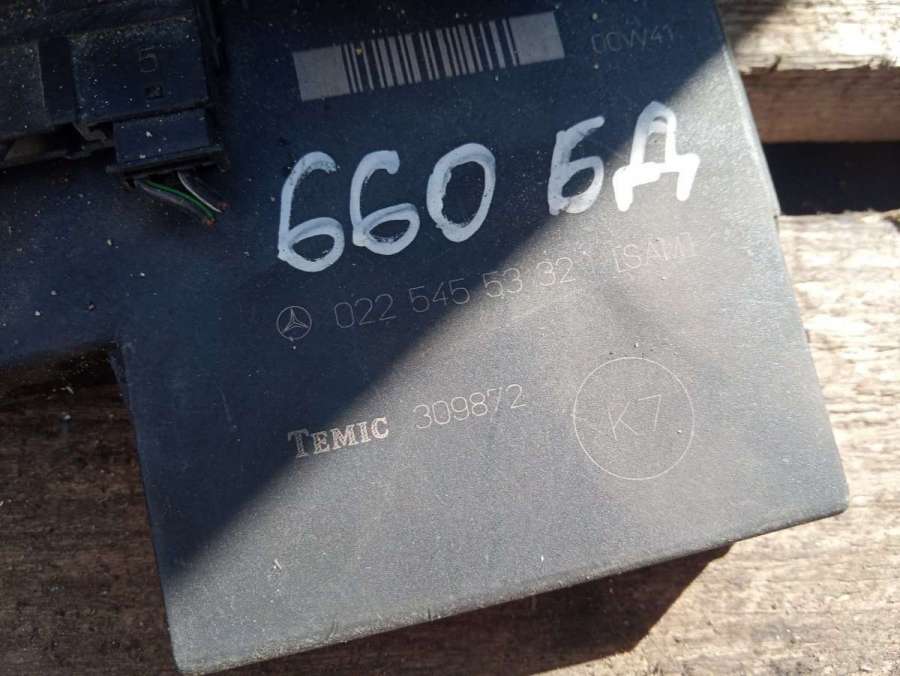 5
00W41
660 БД
022 545 53 32 [SAM]
TEMIC 309872
K7